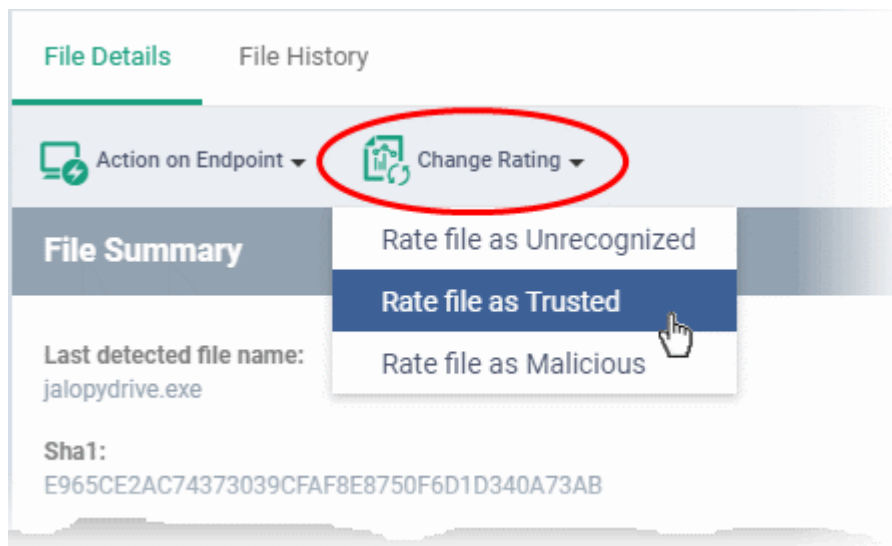 File Details File History
Action on Endpoint Change Rating
File Summary
Rate file as Unrecognized
Rate file as Trusted
Rate file as Malicious
Last detected file name:
jalopydrive.exe
Sha1:
E965CE2AC74373039CFAF8E8750F6D1D340A73AB